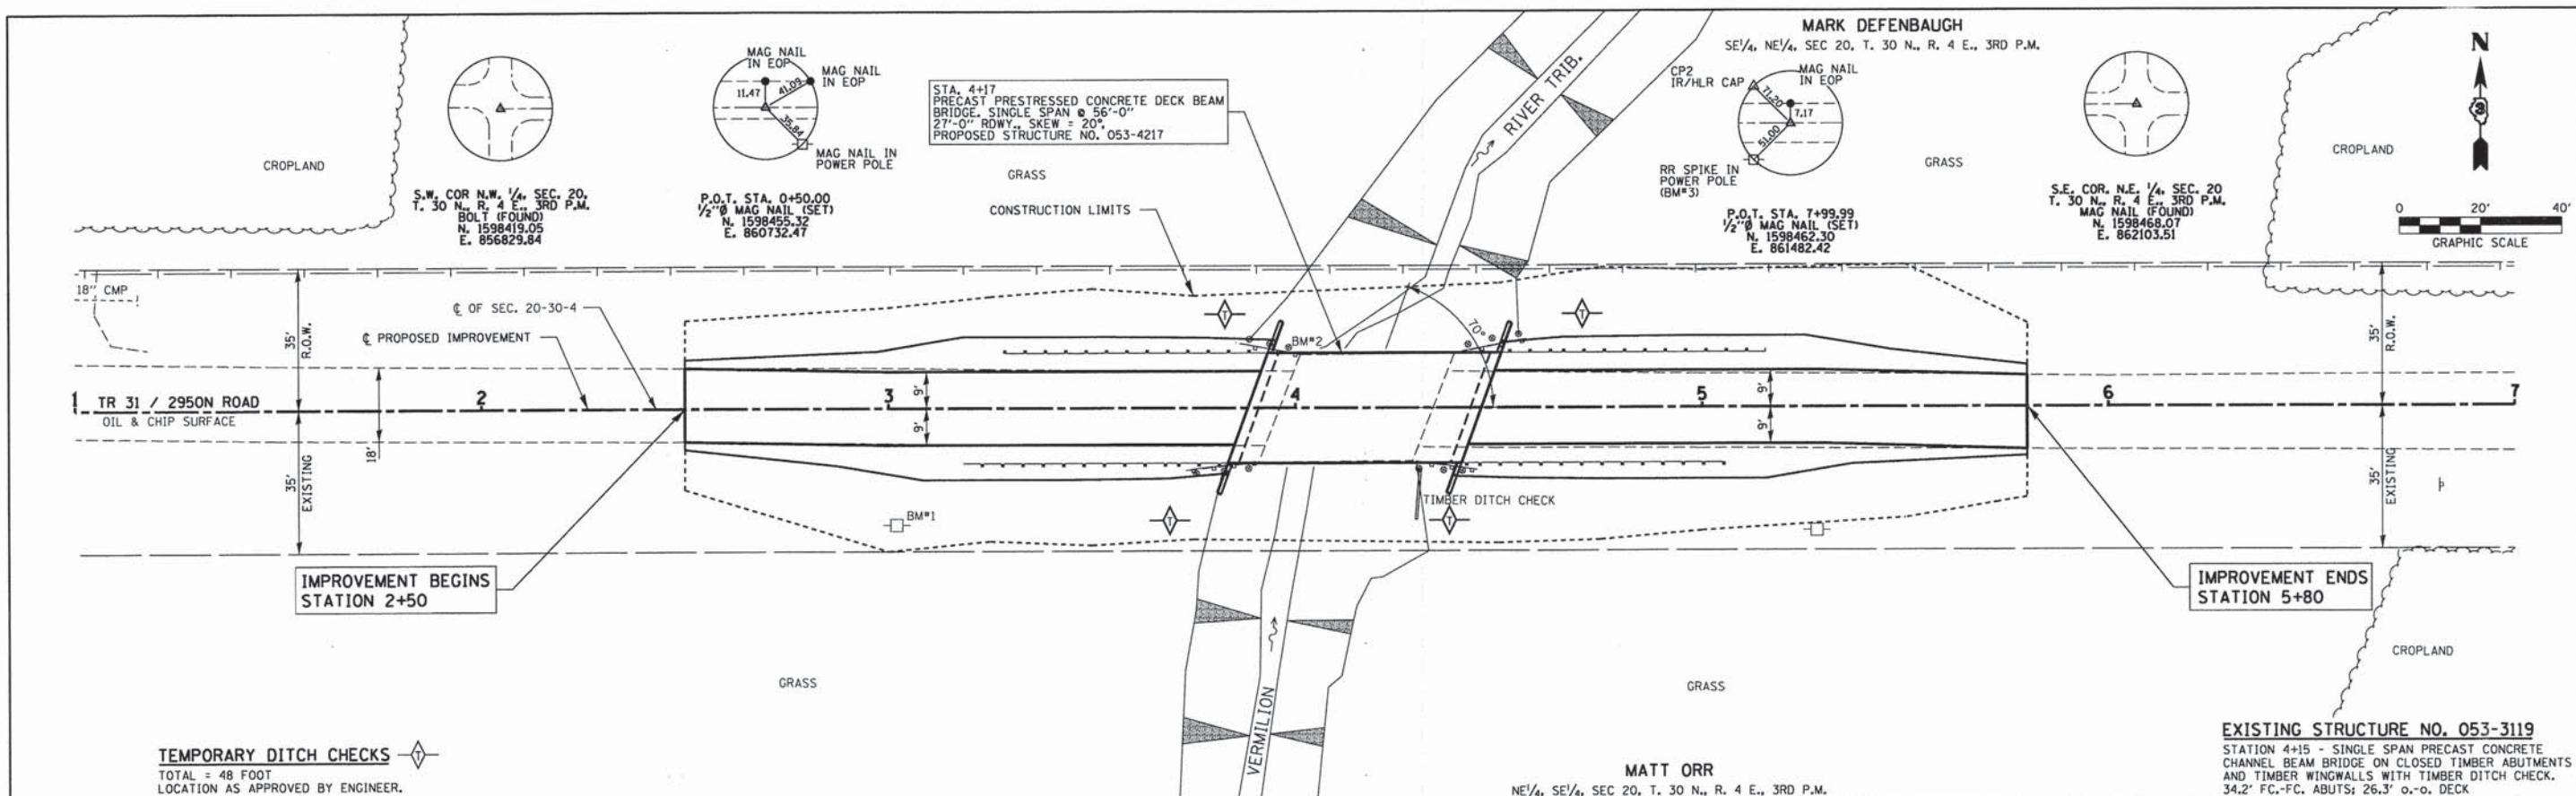 MARK DEFENBAUGH
SE¼, NE¼, SEC 20, T. 30 N., R. 4 E., 3RD P.M.
N
MAG NAIL
IN EOP
MAG NAIL
IN EOP
11.47
41.09
35.84
MAG NAIL IN
POWER POLE
STA. 4+17
PRECAST PRESTRESSED CONCRETE DECK BEAM
BRIDGE. SINGLE SPAN @ 56'-0"
27'-0" RDWY., SKEW = 20°,
PROPOSED STRUCTURE NO. 053-4217
RIVER TRIB.
CP2
IR/HLR CAP
MAG NAIL
IN EOP
71.20
7.17
51.00
RR SPIKE IN
POWER POLE
(BM#3)
CROPLAND
GRASS
GRASS
CROPLAND
S.W. COR N.W. ¼, SEC. 20,
T. 30 N., R. 4 E., 3RD P.M.
BOLT (FOUND)
N. 1598419.05
E. 856829.84
P.O.T. STA. 0+50.00
½"Ø MAG NAIL (SET)
N. 1598455.32
E. 860732.47
CONSTRUCTION LIMITS
P.O.T. STA. 7+99.99
½"Ø MAG NAIL (SET)
N. 1598462.30
E. 861482.42
S.E. COR. N.E. ¼, SEC. 20
T. 30 N., R. 4 E., 3RD P.M.
MAG NAIL (FOUND)
N. 1598468.07
E. 862103.51
3
0 20' 40'
GRAPHIC SCALE
18" CMP
℄ OF SEC. 20-30-4
℄ PROPOSED IMPROVEMENT
35'
R.O.W.
BM#2
70°
35'
R.O.W.
1 2 3 4 5 6 7
TR 31 / 2950N ROAD
OIL & CHIP SURFACE
9'
9'
9'
9'
18'
35'
EXISTING
35'
EXISTING
BM#1
TIMBER DITCH CHECK
IMPROVEMENT BEGINS
STATION 2+50
IMPROVEMENT ENDS
STATION 5+80
T
T
T
T
GRASS
VERMILION
GRASS
CROPLAND
TEMPORARY DITCH CHECKS T
TOTAL = 48 FOOT
LOCATION AS APPROVED BY ENGINEER.
MATT ORR
NE¼, SE¼, SEC 20, T. 30 N., R. 4 E., 3RD P.M.
EXISTING STRUCTURE NO. 053-3119
STATION 4+15 - SINGLE SPAN PRECAST CONCRETE
CHANNEL BEAM BRIDGE ON CLOSED TIMBER ABUTMENTS
AND TIMBER WINGWALLS WITH TIMBER DITCH CHECK.
34.2' FC.-FC. ABUTS; 26.3' o.-o. DECK